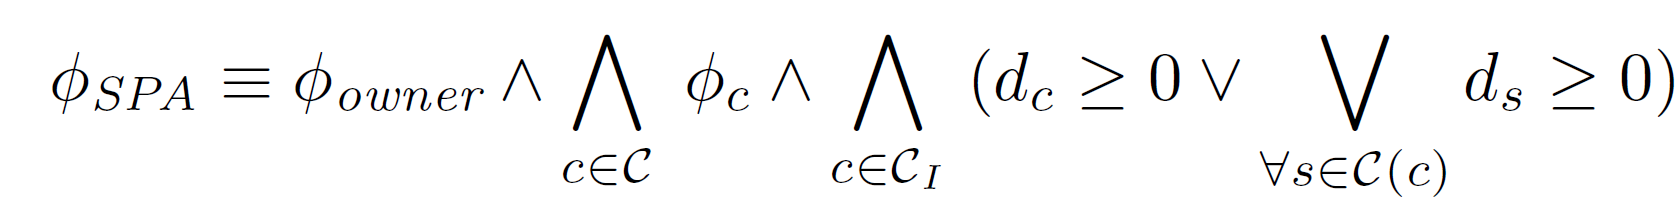 ϕ_{SPA} ≡ ϕ_{owner} ∧ ⋀_{c∈𝒞} ϕ_c ∧ ⋀_{c∈𝒞_I} (d_c ≥ 0 ∨ ⋁_{∀s∈𝒞(c)} d_s ≥ 0)